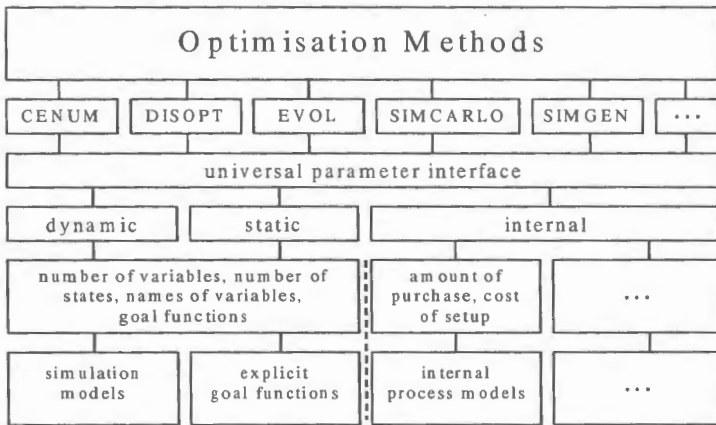 Optimisation Methods
CENUM DISOPT EVOL SIMCARLO SIMGEN ...
universal parameter interface
dynamic static internal
number of variables, number of
states, names of variables,
goal functions
amount of
purchase, cost
of setup
...
simulation
models
explicit
goal functions
internal
process models
...